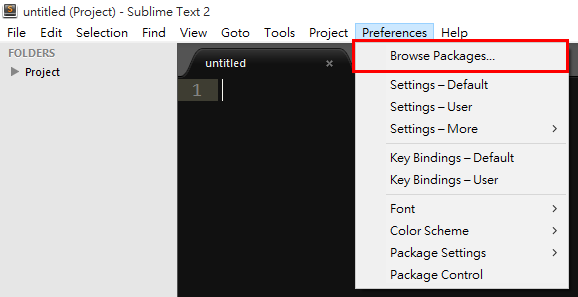 untitled (Project) - Sublime Text 2
File Edit Selection Find View Goto Tools Project Preferences Help
FOLDERS
Project
untitled ×
1
Browse Packages...
Settings – Default
Settings – User
Settings – More
Key Bindings – Default
Key Bindings – User
Font
Color Scheme
Package Settings
Package Control